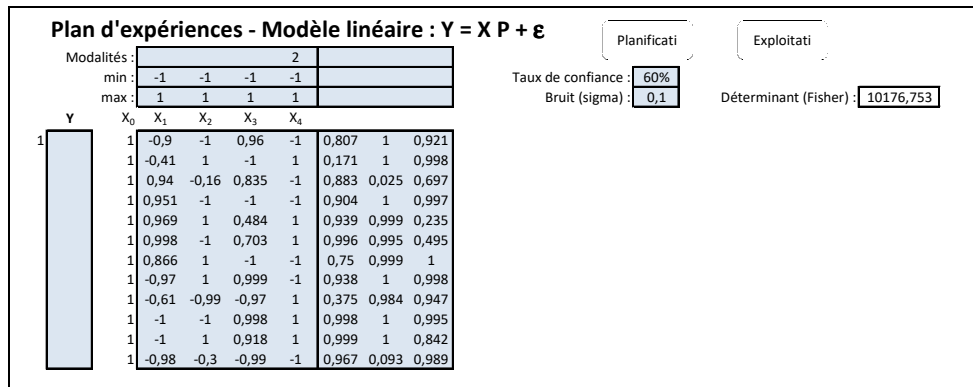 Plan d'expériences - Modèle linéaire : Y = X P + ε
Planificati
Exploitati
Modalités : 2
min : -1 -1 -1 -1 Taux de confiance : 60%
max : 1 1 1 1 Bruit (sigma) : 0,1 Déterminant (Fisher) : 10176,753
Y X0 X1 X2 X3 X4
1 1 -0,9 -1 0,96 -1 0,807 1 0,921
1 -0,41 1 -1 1 0,171 1 0,998
1 0,94 -0,16 0,835 -1 0,883 0,025 0,697
1 0,951 -1 -1 -1 0,904 1 0,997
1 0,969 1 0,484 1 0,939 0,999 0,235
1 0,998 -1 0,703 1 0,996 0,995 0,495
1 0,866 1 -1 -1 0,75 0,999 1
1 -0,97 1 0,999 -1 0,938 1 0,998
1 -0,61 -0,99 -0,97 1 0,375 0,984 0,947
1 -1 -1 0,998 1 0,998 1 0,995
1 -1 1 0,918 1 0,999 1 0,842
1 -0,98 -0,3 -0,99 -1 0,967 0,093 0,989